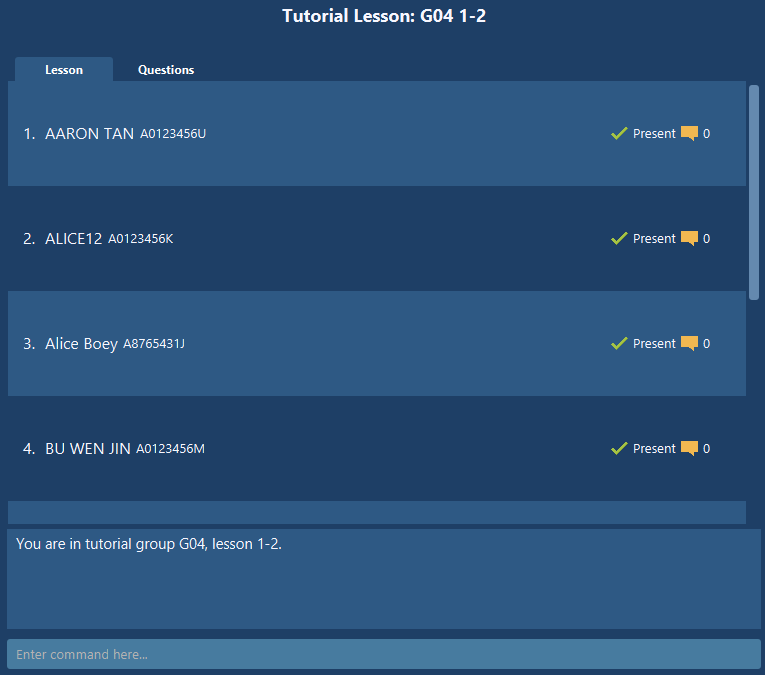 Tutorial Lesson: G04 1-2
Lesson Questions
1. AARON TAN A0123456U Present 0
2. ALICE12 A0123456K Present 0
3. Alice Boey A8765431J Present 0
4. BU WEN JIN A0123456M Present 0
You are in tutorial group G04, lesson 1-2.
Enter command here...